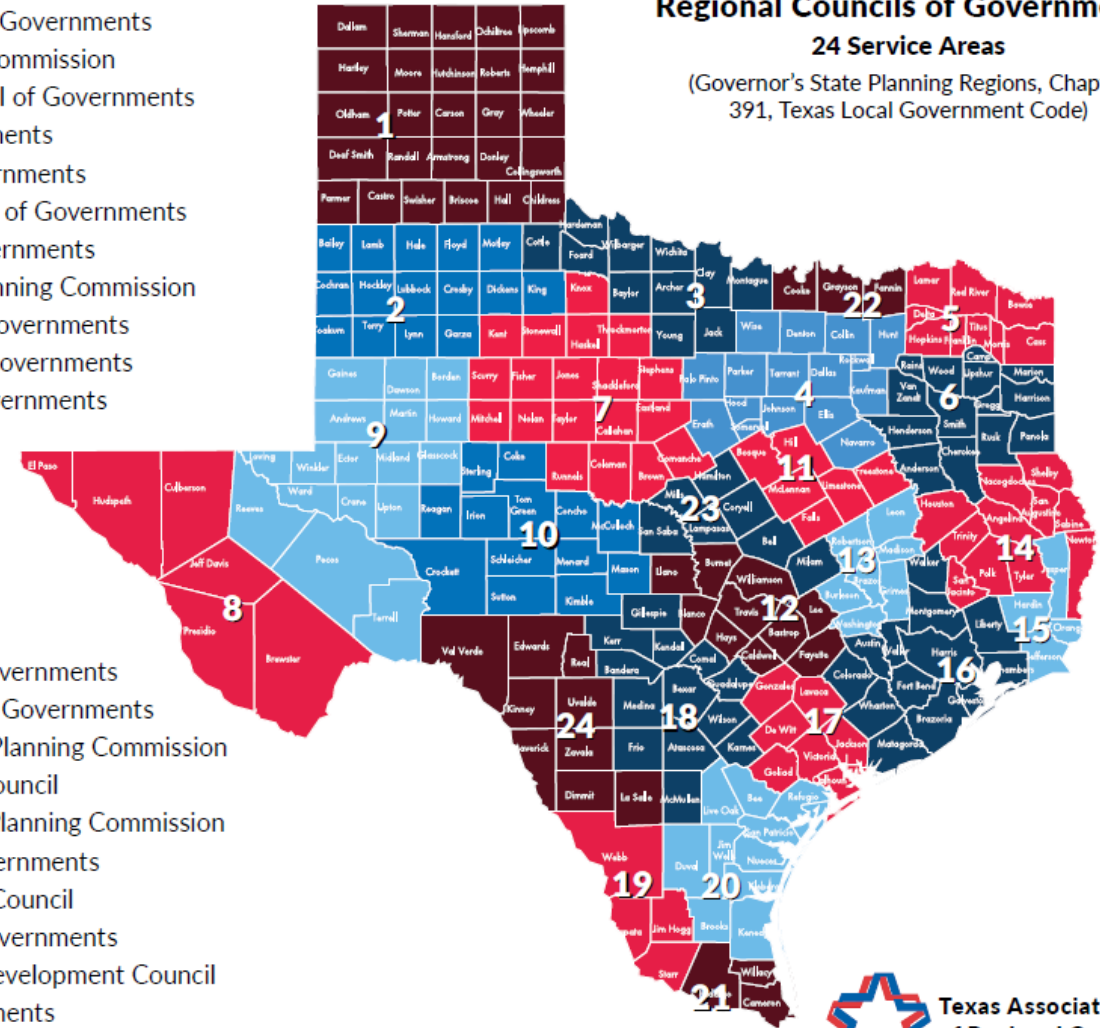 Governments
ommission
l of Governments
nents
rnments
of Governments
ernments
nning Commission
overnments
overnments
ernments
vernments
Governments
Planning Commission
ouncil
lanning Commission
ernments
Council
vernments
evelopment Council
nents
Regional Councils of Governm
24 Service Areas
(Governor's State Planning Regions, Chap
391, Texas Local Government Code)
Dallam Sherman Hansford Ochiltree Lipscomb
Hartley Moore Hutchinson Roberts Hemphill
Oldham Potter Carson Gray Wheeler
1
Deaf Smith Randall Armstrong Donley Collingsworth
Parmer Castro Swisher Briscoe Hall Childress
Bailey Lamb Hale Floyd Motley Cottle Hardeman Foard Wilbarger Wichita
Cochran Hockley Lubbock Crosby Dickens King Knox Baylor Archer Clay Montague Cooke Grayson Fannin Lamar Red River Bowie
2 3 22 5
oakum Terry Lynn Garza Kent Stonewall Haskell Throckmorton Young Jack Wise Denton Collin Hunt Delta Hopkins Franklin Titus Morris Cass
Gaines Dawson Borden Scurry Fisher Jones Shackleford Stephens Palo Pinto Parker Tarrant Dallas Rockwall Kaufman Rains Wood Camp Upshur Marion
Van
Zandt
Gregg Harrison
4 6 7
Andrews Martin Howard Mitchell Nolan Taylor Callahan Eastland Erath Hood Somervell Johnson Ellis Navarro Henderson Smith Rusk Panola
9
Loving Winkler Ector Midland Glasscock Sterling Coke Runnels Coleman Brown Comanche Hamilton Bosque Hill Freestone Anderson Cherokee Nacogdoches Shelby
11
El Paso Hudspeth Culberson Reeves Ward Crane Upton Reagan Irion
Tom
Green
Concho McCulloch San Saba Mills Lampasas Coryell McLennan Limestone Falls Leon Houston Angelina
San
Augustine
Sabine Newton
10 23 13 14
Jeff Davis Pecos Crockett Schleicher Menard Mason Llano Burnet Bell Milam Robertson Madison Walker Trinity Polk Tyler Jasper
San
Jacinto
8
Presidio Brewster Terrell Sutton Kimble Gillespie Blanco Williamson Travis Lee Burleson Brazos Grimes Washington Montgomery Liberty Hardin Orang
12 15
Val Verde Edwards Real Kerr Bandera Kendall Comal Hays Caldwell Bastrop Fayette Austin Waller Harris Chambers Jefferson
16
Kinney Uvalde Medina Bexar Guadalupe Gonzales Lavaca Colorado Fort Bend Galveston
24 18 17
averick Zavala Frio Atascosa Wilson Karnes De Witt Victoria Jackson Wharton Matagorda Brazoria
Dimmit La Salle McMullen Live Oak Bee Goliad Refugio Calhoun
Webb Duval
Jim
Wells
San Patricio Nueces Kleberg
19 20
apata Jim Hogg Brooks Kenedy
Starr Willacy Cameron
21
Texas Associat